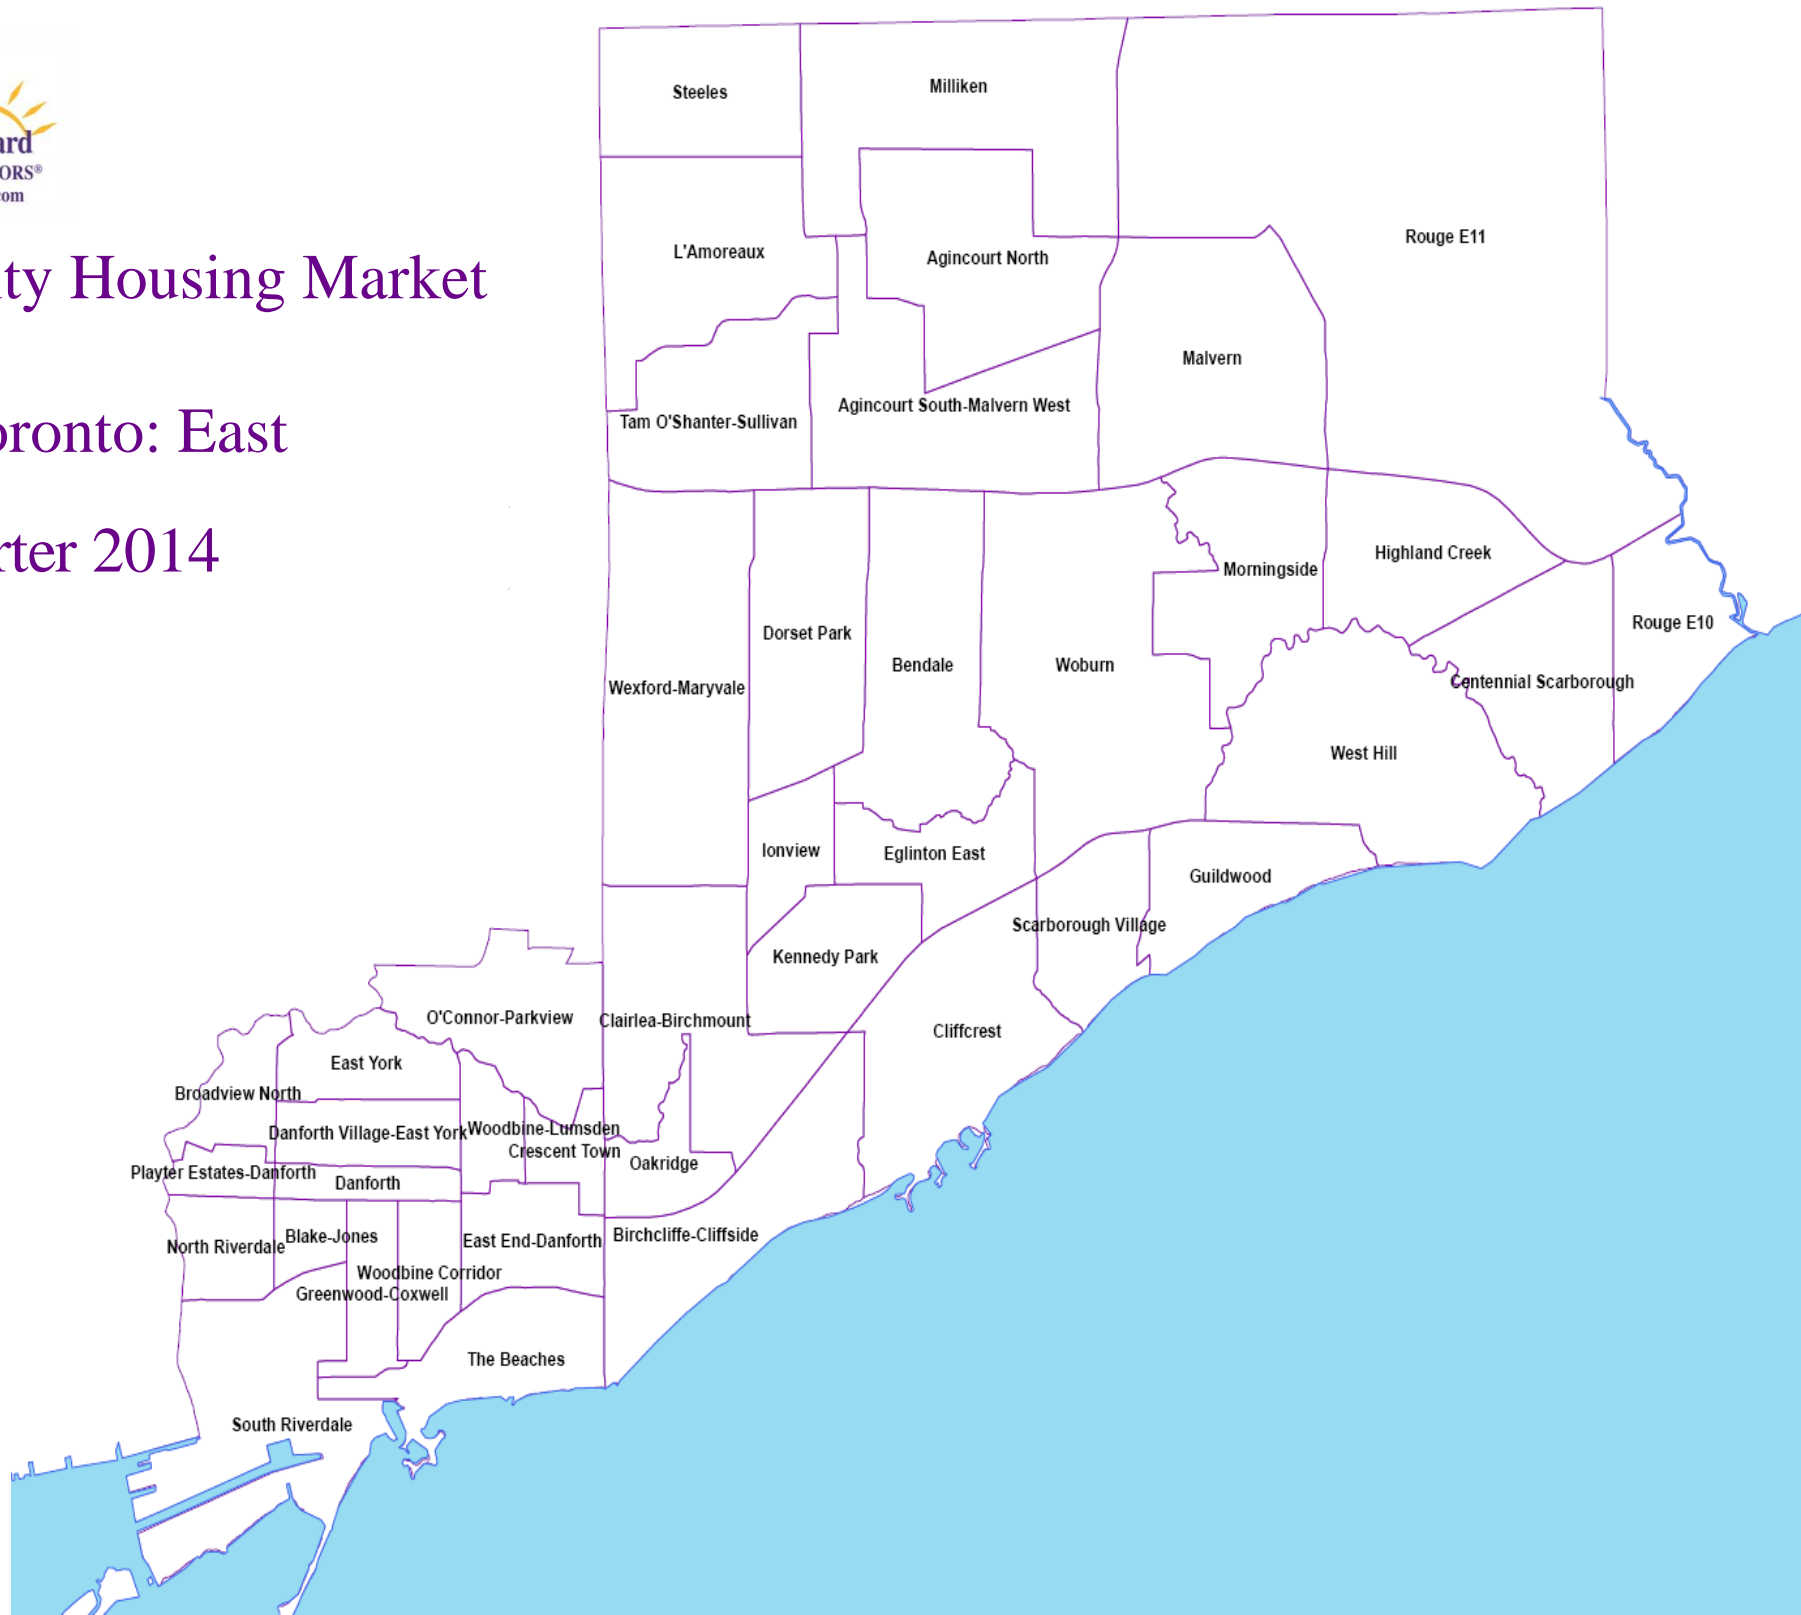 ard
ORS®
com
ity Housing Market
oronto: East
rter 2014
Steeles
Milliken
L'Amoreaux
Agincourt North
Rouge E11
Malvern
Tam O'Shanter-Sullivan
Agincourt South-Malvern West
Highland Creek
Morningside
Rouge E10
Dorset Park
Bendale
Woburn
Wexford-Maryvale
Centennial Scarborough
West Hill
Ionview
Eglinton East
Guildwood
Scarborough Village
Kennedy Park
O'Connor-Parkview
Clairlea-Birchmount
Cliffcrest
East York
Broadview North
Danforth Village-East York
Woodbine-Lumsden
Crescent Town
Oakridge
Playter Estates-Danforth
Danforth
North Riverdale
Blake-Jones
East End-Danforth
Birchcliffe-Cliffside
Woodbine Corridor
Greenwood-Coxwell
The Beaches
South Riverdale